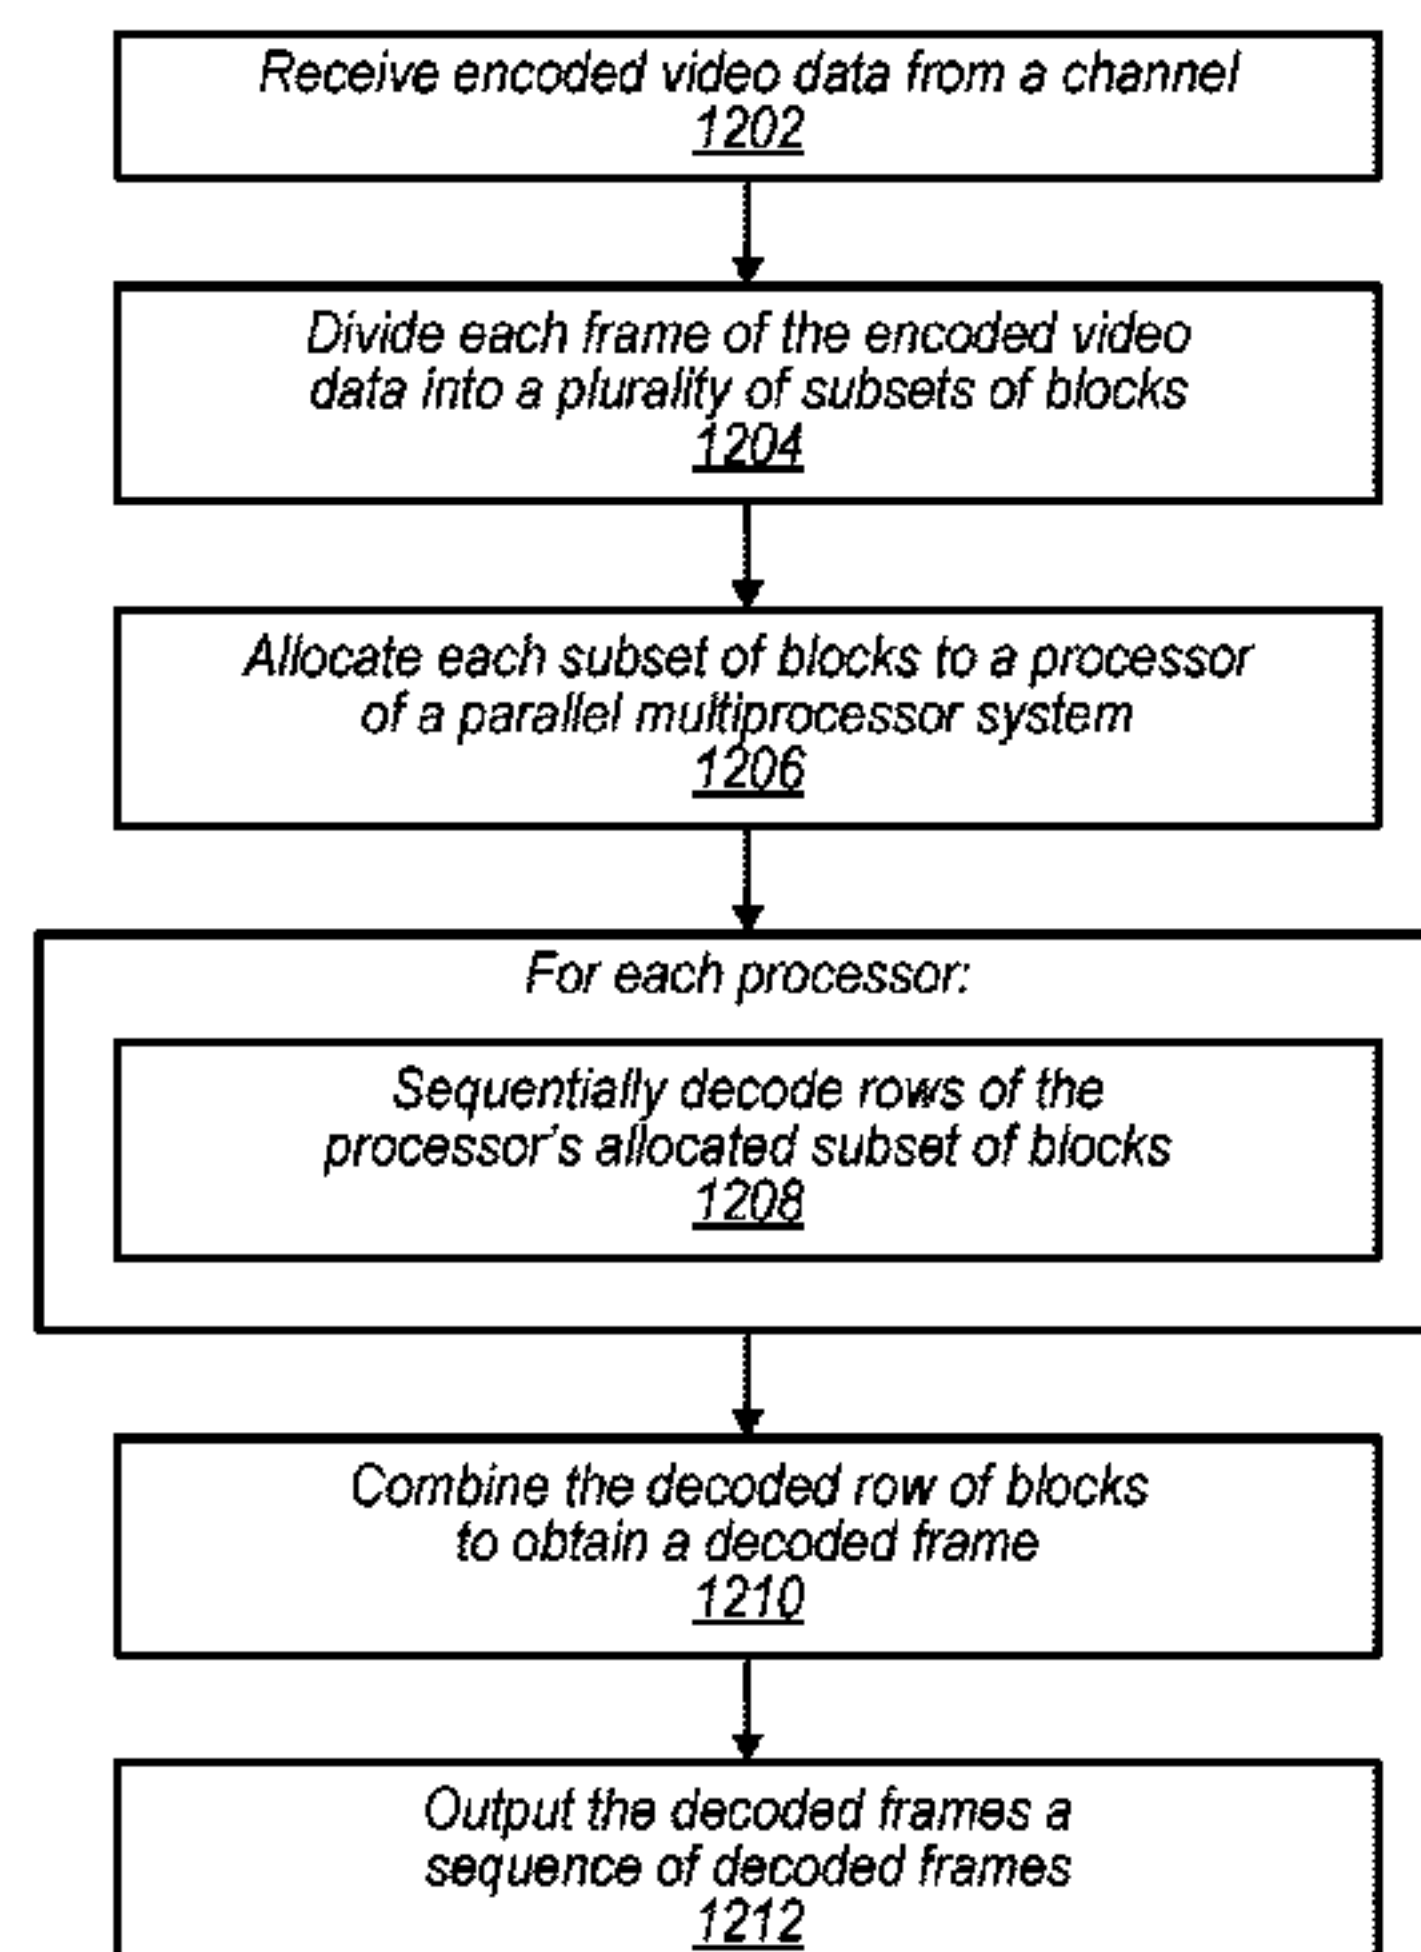 Receive encoded video data from a channel
1202
Divide each frame of the encoded video
data into a plurality of subsets of blocks
1204
Allocate each subset of blocks to a processor
of a parallel multiprocessor system
1206
For each processor:
Sequentially decode rows of the
processor's allocated subset of blocks
1208
Combine the decoded row of blocks
to obtain a decoded frame
1210
Output the decoded frames a
sequence of decoded frames
1212